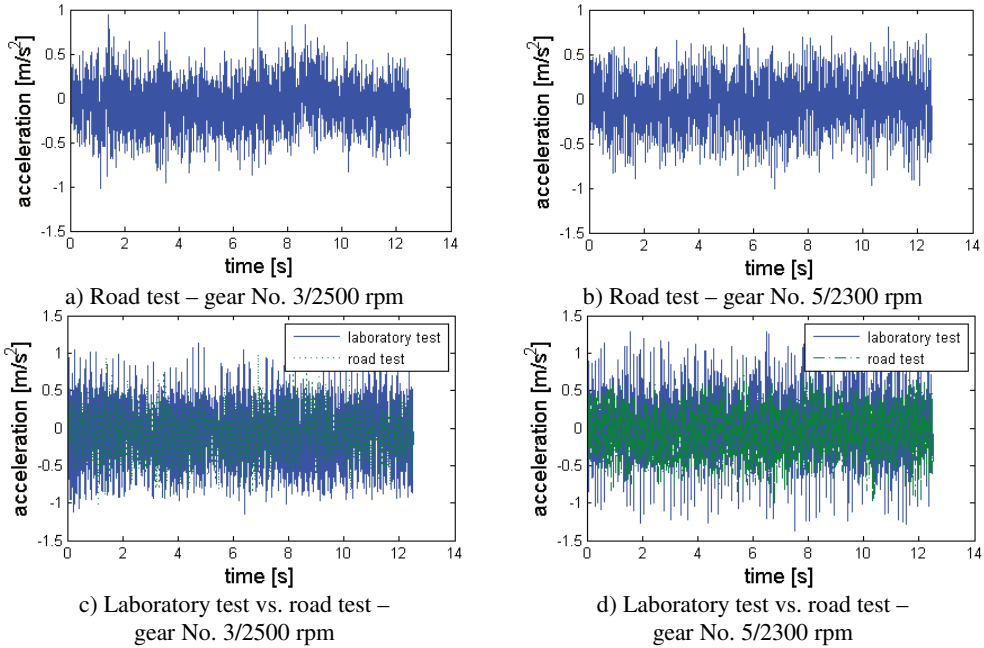 acceleration [m/s²]
1
0.5
0
-0.5
-1
-1.5
0 2 4 6 8 10 12 14
time [s]
a) Road test – gear No. 3/2500 rpm
acceleration [m/s²]
1
0.5
0
-0.5
-1
-1.5
0 2 4 6 8 10 12 14
time [s]
b) Road test – gear No. 5/2300 rpm
acceleration [m/s²]
1.5
1
0.5
0
-0.5
-1
-1.5
0 2 4 6 8 10 12 14
time [s]
laboratory test
road test
c) Laboratory test vs. road test –
gear No. 3/2500 rpm
acceleration [m/s²]
1.5
1
0.5
0
-0.5
-1
-1.5
0 2 4 6 8 10 12 14
time [s]
laboratory test
road test
d) Laboratory test vs. road test –
gear No. 5/2300 rpm